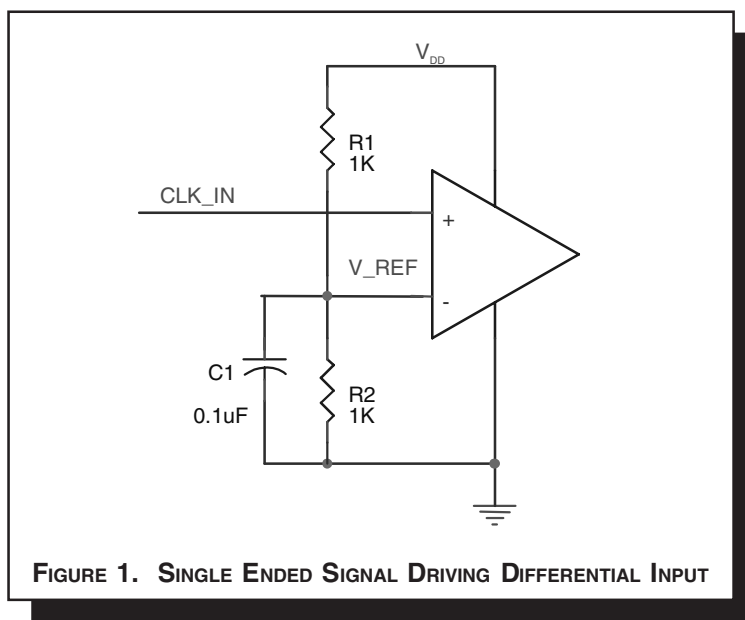 V_DD
R1
1K
CLK_IN
+
V_REF
-
C1
0.1uF
R2
1K
FIGURE 1. SINGLE ENDED SIGNAL DRIVING DIFFERENTIAL INPUT